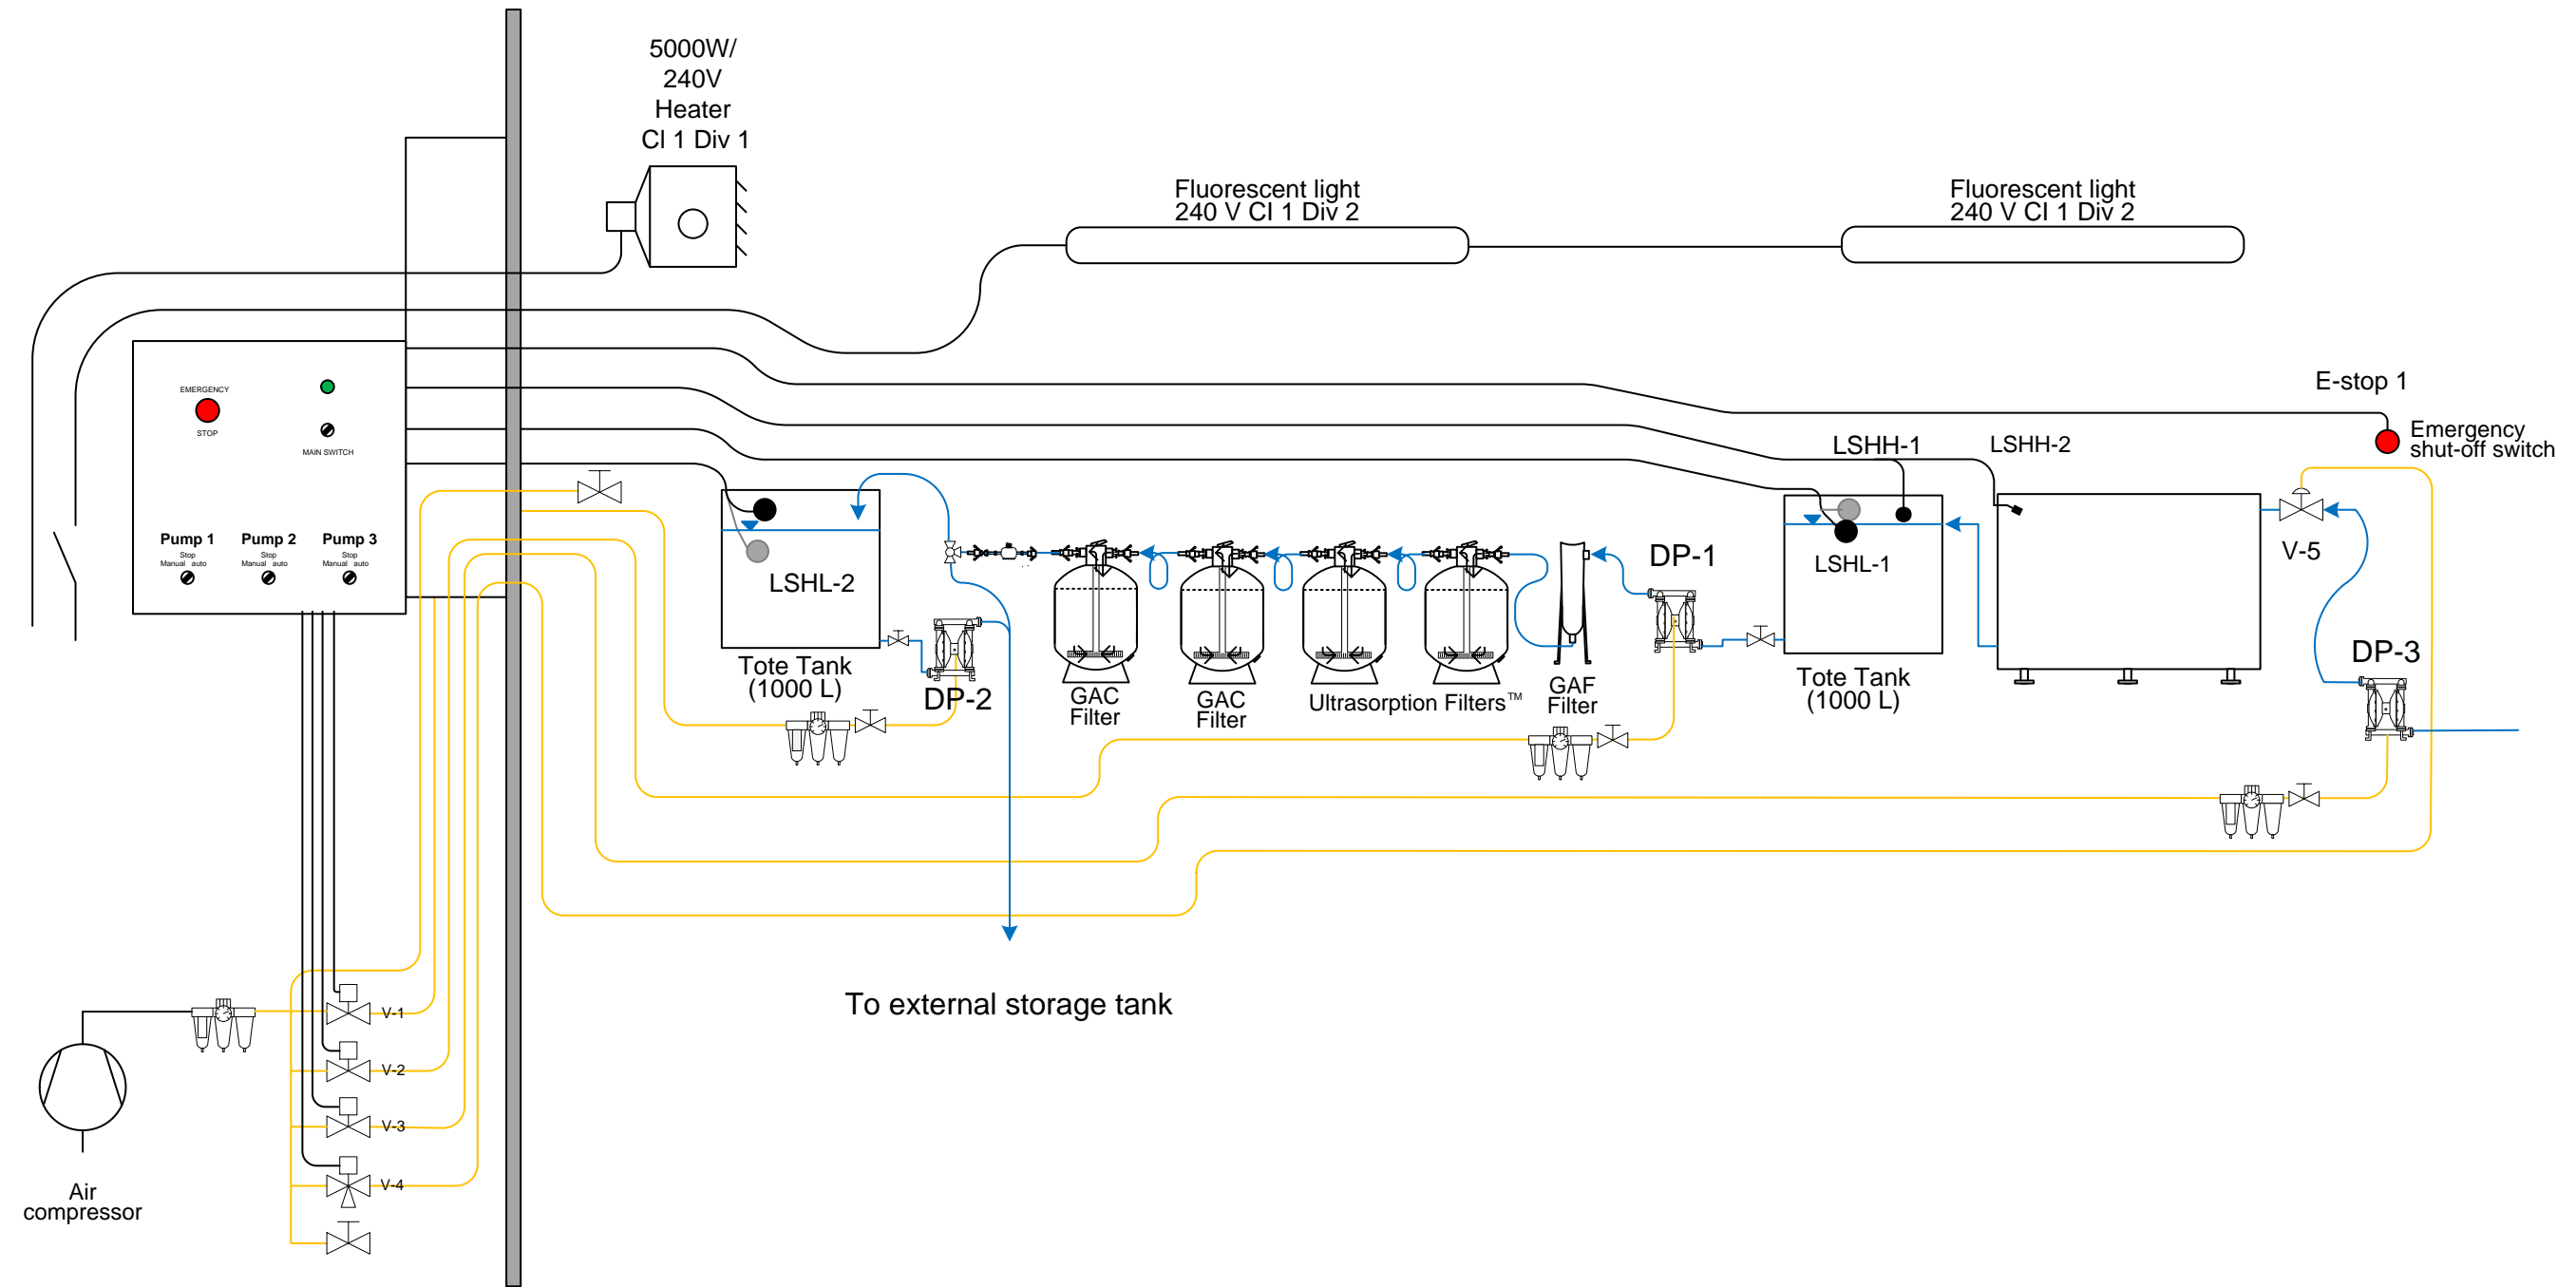 5000W/
240V
Heater
Cl 1 Div 1
Fluorescent light
240 V Cl 1 Div 2
Fluorescent light
240 V Cl 1 Div 2
E-stop 1
Emergency
shut-off switch
EMERGENCY
STOP
MAIN SWITCH
LSHH-1
LSHH-2
Pump 1
Stop
Manual auto
Pump 2
Stop
Manual auto
Pump 3
Stop
Manual auto
LSHL-2
DP-1
LSHL-1
V-5
Tote Tank
(1000 L)
DP-2
GAC
Filter
GAC
Filter
Ultrasorption Filters™
GAF
Filter
Tote Tank
(1000 L)
DP-3
To external storage tank
V-1
V-2
V-3
V-4
Air
compressor